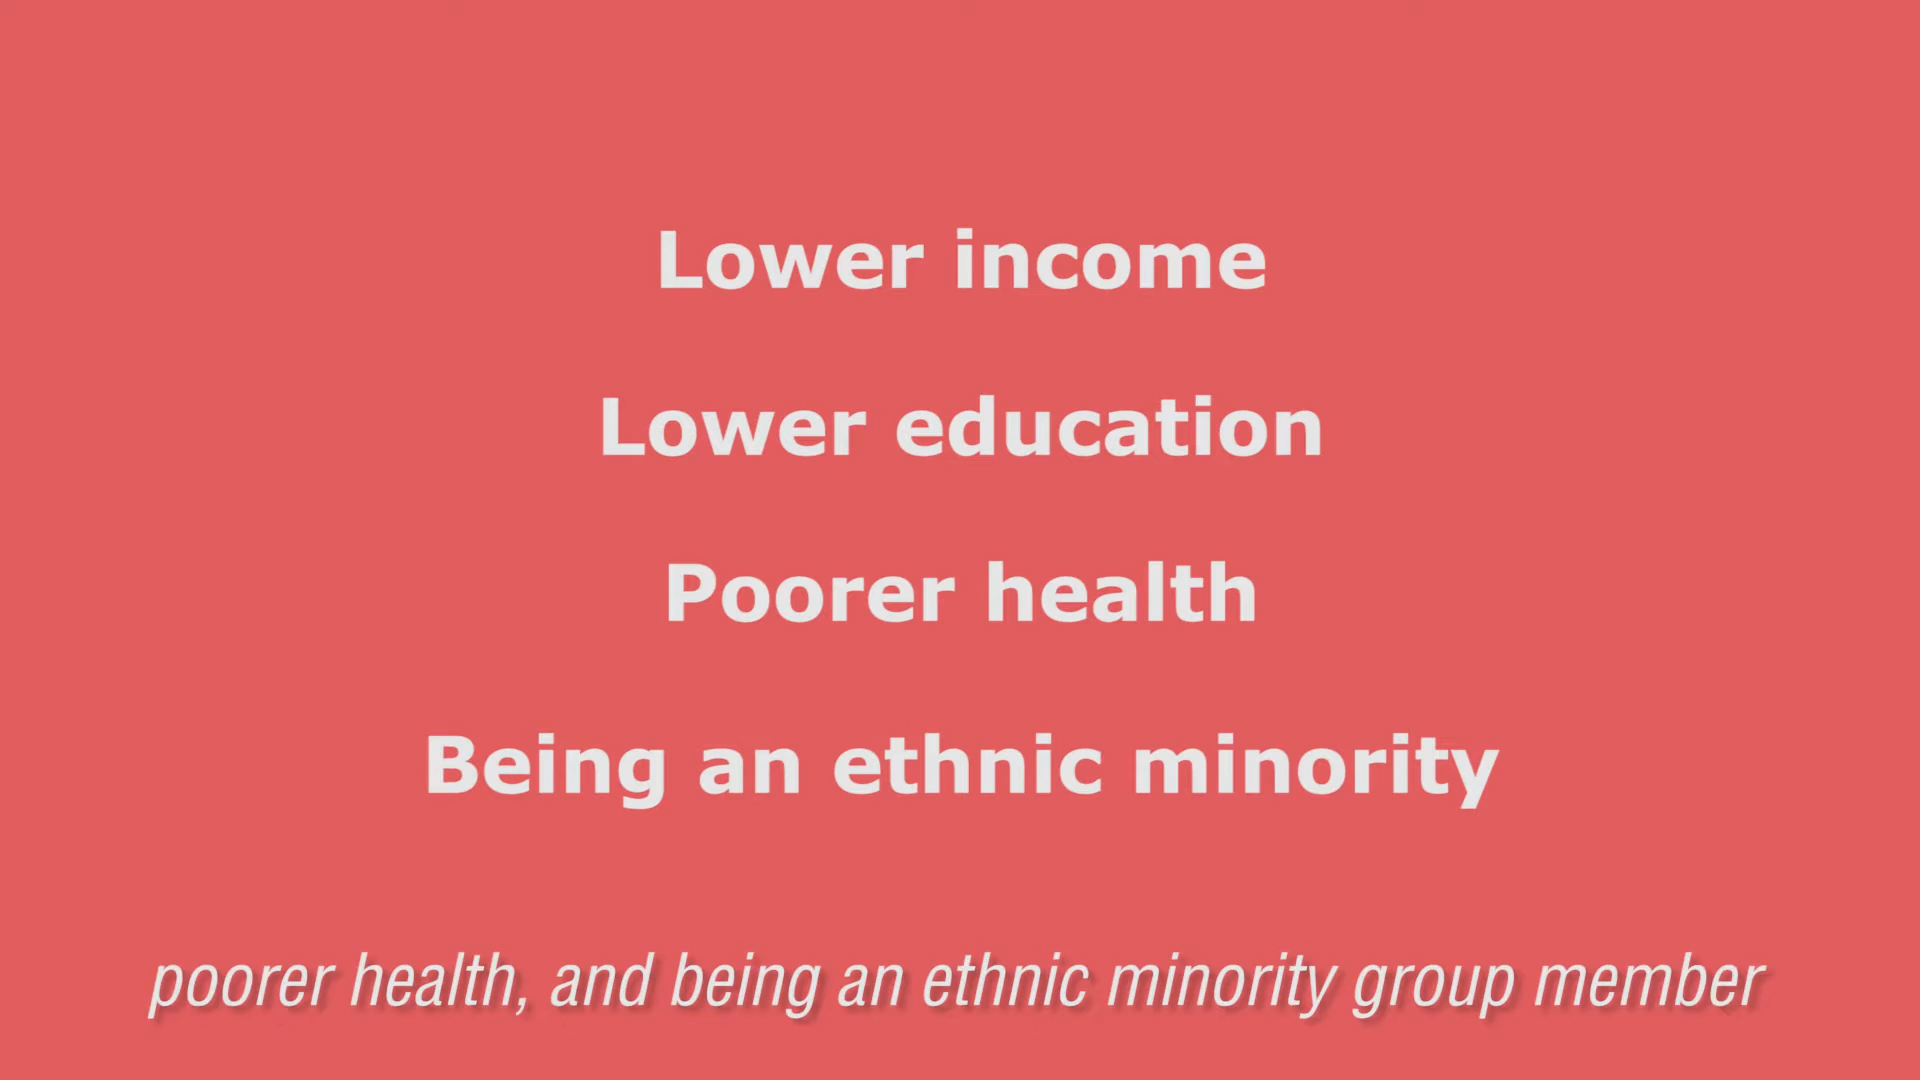 Lower income
Lower education
Poorer health
Being an ethnic minority
poorer health, and being an ethnic minority group member